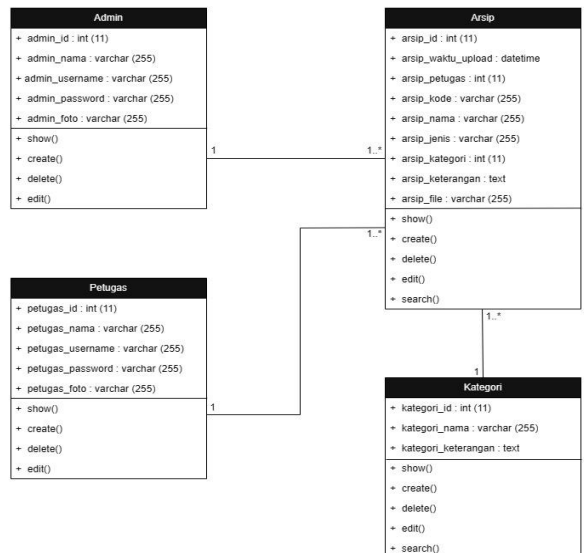 Admin
+ admin_id : int (11)
+ admin_nama : varchar (255)
+ admin_username : varchar (255)
+ admin_password : varchar (255)
+ admin_foto : varchar (255)
+ show()
+ create()
+ delete()
+ edit()
1
1..*
Arsip
+ arsip_id : int (11)
+ arsip_waktu_upload : datetime
+ arsip_petugas : int (11)
+ arsip_kode : varchar (255)
+ arsip_nama : varchar (255)
+ arsip_jenis : varchar (255)
+ arsip_kategori : int (11)
+ arsip_keterangan : text
+ arsip_file : varchar (255)
+ show()
+ create()
+ delete()
+ edit()
+ search()
1..*
Petugas
+ petugas_id : int (11)
+ petugas_nama : varchar (255)
+ petugas_username : varchar (255)
+ petugas_password : varchar (255)
+ petugas_foto : varchar (255)
+ show()
+ create()
+ delete()
+ edit()
1
1..*
1
Kategori
+ kategori_id : int (11)
+ kategori_nama : varchar (255)
+ kategori_keterangan : text
+ show()
+ create()
+ delete()
+ edit()
+ search()